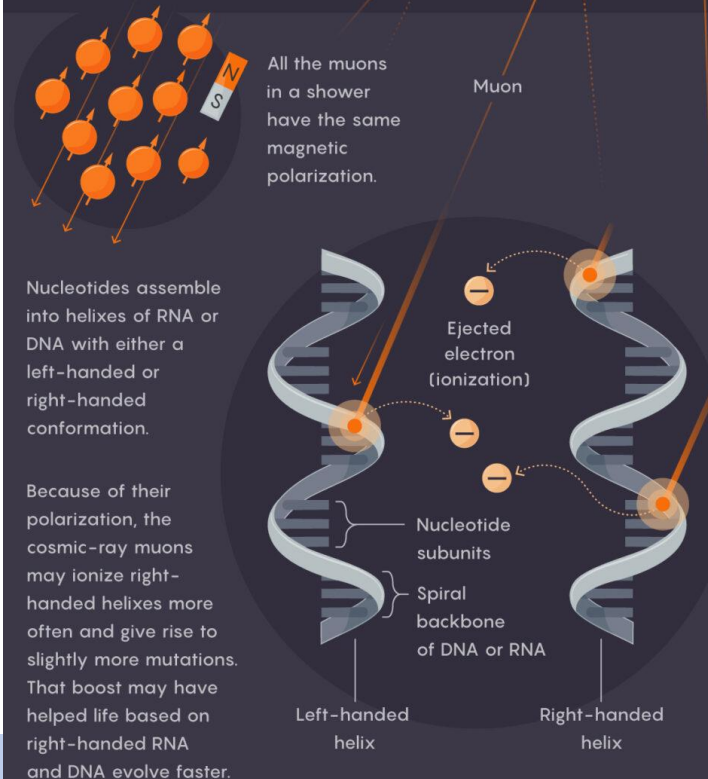 N
S
All the muons
in a shower
have the same
magnetic
polarization.
Muon
Nucleotides assemble
into helixes of RNA or
DNA with either a
left-handed or
right-handed
conformation.
Ejected
electron
(ionization)
Because of their
polarization, the
cosmic-ray muons
may ionize right-
handed helixes more
often and give rise to
slightly more mutations.
That boost may have
helped life based on
right-handed RNA
and DNA evolve faster.
Nucleotide
subunits
Spiral
backbone
of DNA or RNA
Left-handed
helix
Right-handed
helix